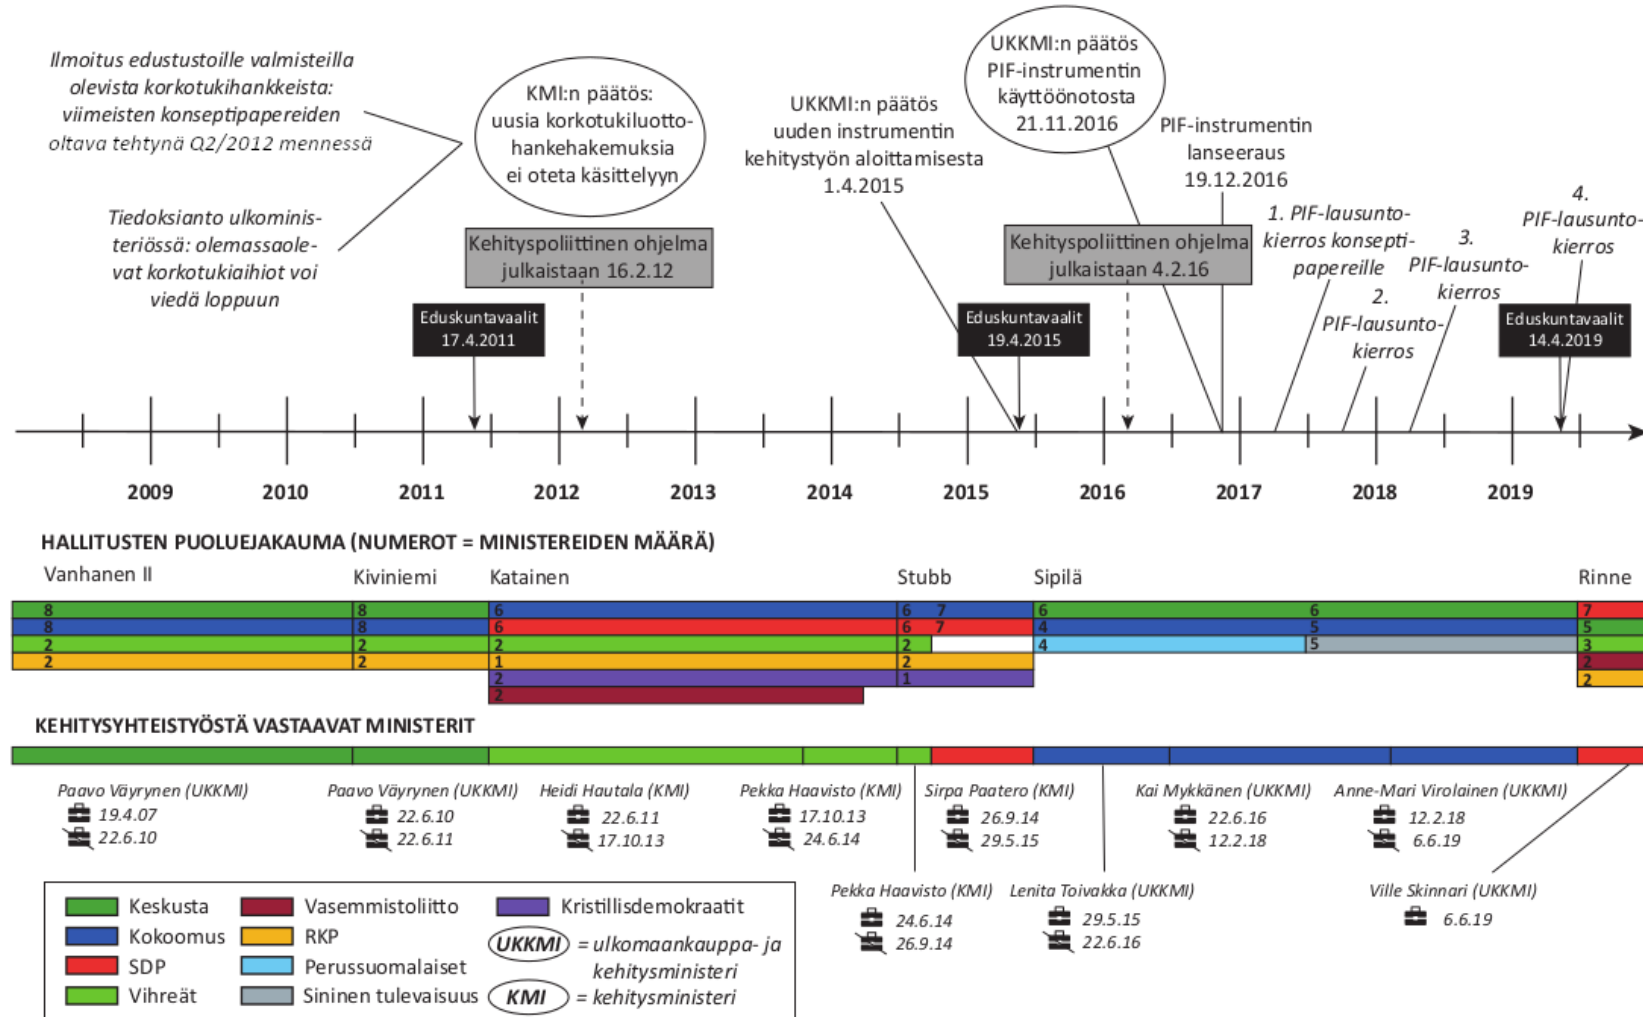 Ilmoitus edustustoille valmisteilla
olevista korkotukihankkeista:
viimeisten konseptipapereiden
oltava tehtynä Q2/2012 mennessä
Tiedoksianto ulkominis-
teriössä: olemassaole-
vat korkotukiaihiot voi
viedä loppuun
KMI:n päätös:
uusia korkotukiluotto-
hankehakemuksia
ei oteta käsittelyyn
Kehityspoliittinen ohjelma
julkaistaan 16.2.12
Eduskuntavaalit
17.4.2011
UKKMI:n päätös
uuden instrumentin
kehitystyön aloittamisesta
1.4.2015
UKKMI:n päätös
PIF-instrumentin
käyttöönotosta
21.11.2016
PIF-instrumentin
lanseeraus
19.12.2016
Kehityspoliittinen ohjelma
julkaistaan 4.2.16
Eduskuntavaalit
19.4.2015
1. PIF-lausunto-
kierros konsepti-
papereille
2.
PIF-lausunto-
kierros
3.
PIF-lausunto-
kierros
4.
PIF-lausunto-
kierros
Eduskuntavaalit
14.4.2019
2009 2010 2011 2012 2013 2014 2015 2016 2017 2018 2019
HALLITUSTEN PUOLUEJAKAUMA (NUMEROT = MINISTEREIDEN MÄÄRÄ)
Vanhanen II Kiviniemi Katainen Stubb Sipilä Rinne
8 8 6 6 7 6 6 7
8 8 6 6 7 4 5 5
2 2 2 2 4 5 3
2 2 1 2 2
2 1 2
2
KEHITYSYHTEISTYÖSTÄ VASTAAVAT MINISTERIT
Paavo Väyrynen (UKKMI)
19.4.07
22.6.10
Paavo Väyrynen (UKKMI)
22.6.10
22.6.11
Heidi Hautala (KMI)
22.6.11
17.10.13
Pekka Haavisto (KMI)
17.10.13
24.6.14
Sirpa Paatero (KMI)
26.9.14
29.5.15
Kai Mykkänen (UKKMI)
22.6.16
12.2.18
Anne-Mari Virolainen (UKKMI)
12.2.18
6.6.19
Pekka Haavisto (KMI)
24.6.14
26.9.14
Lenita Toivakka (UKKMI)
29.5.15
22.6.16
Ville Skinnari (UKKMI)
6.6.19
Keskusta
Kokoomus
SDP
Vihreät
Vasemmistoliitto
RKP
Perussuomalaiset
Sininen tulevaisuus
Kristillisdemokraatit
UKKMI = ulkomaankauppa- ja
kehitysministeri
KMI = kehitysministeri